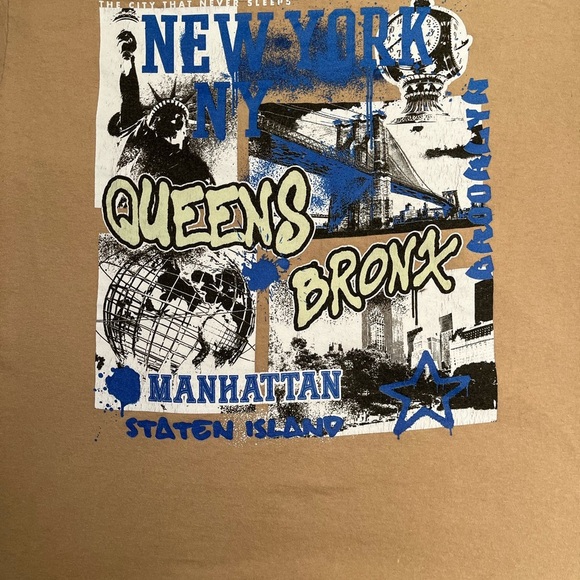 THE CITY THAT NEVER SLEEPS
NEW YORK
NY
BROOKLYN
QUEENS
BRONX
MANHATTAN
STATEN ISLAND